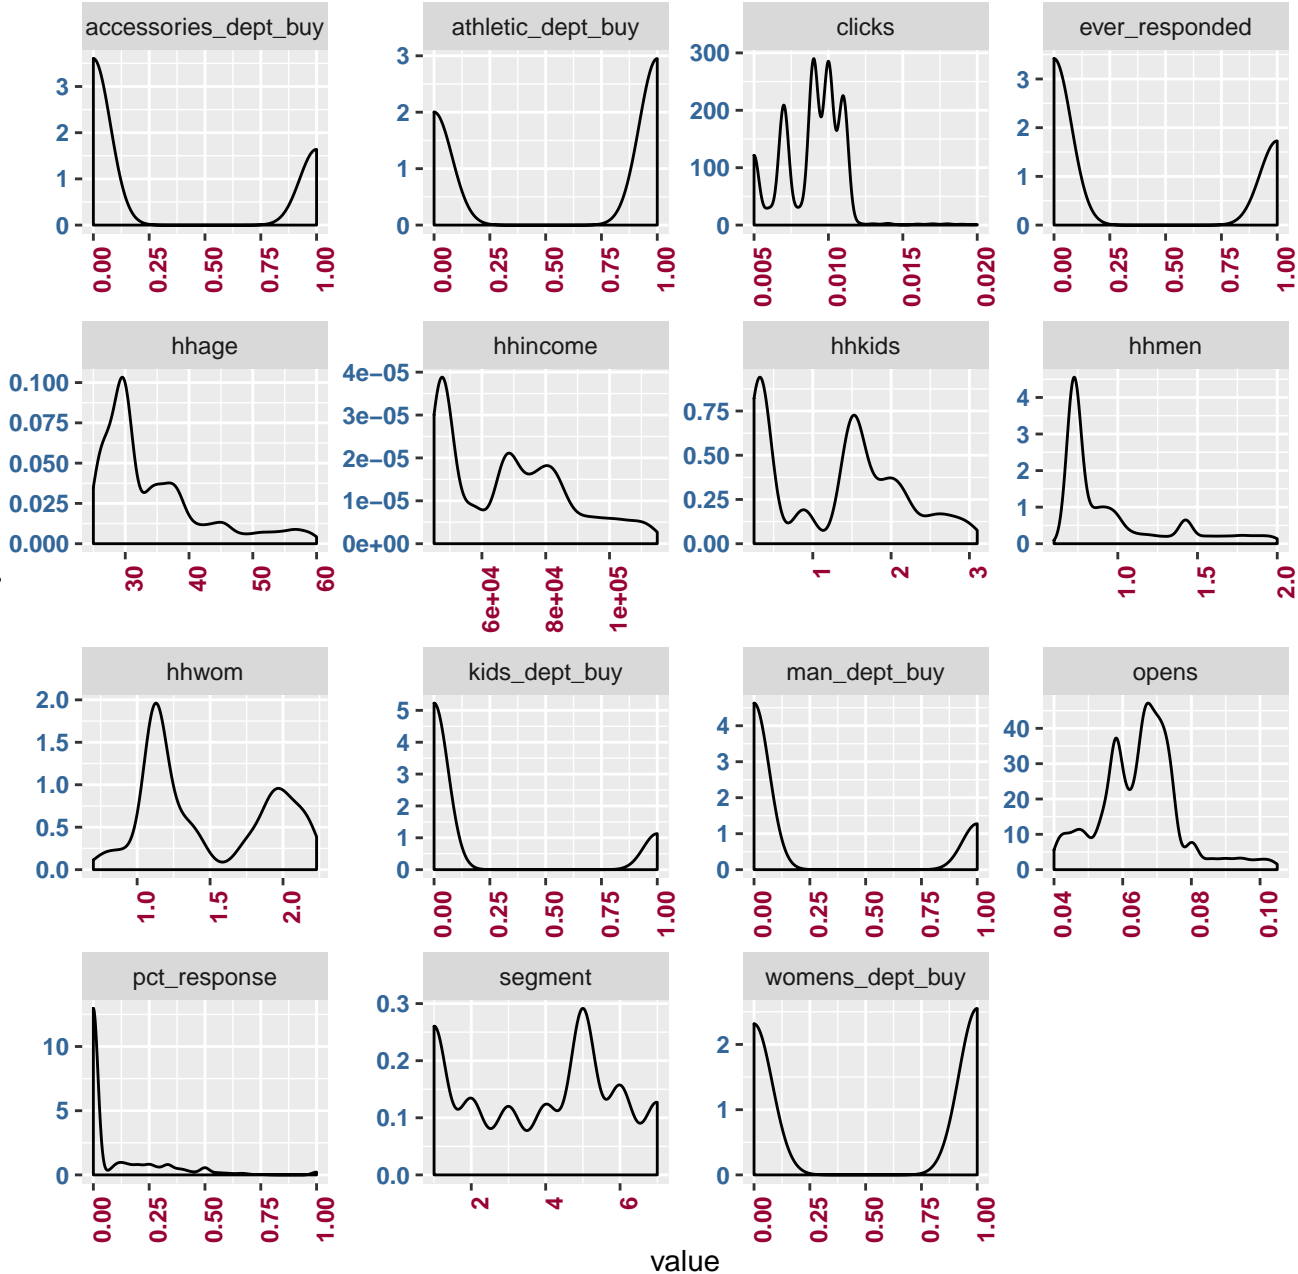 accessories_dept_buy athletic_dept_buy clicks ever_responded
3 2 1 0
3 2 1 0
300 200 100 0
3 2 1 0
0.00 0.25 0.50 0.75 1.00
0.00 0.25 0.50 0.75 1.00
0.005 0.010 0.015 0.020
0.00 0.25 0.50 0.75 1.00
hhage hhincome hhkids hhmen
0.100 0.075 0.050 0.025 0.000
4e−05 3e−05 2e−05 1e−05 0e+00
0.75 0.50 0.25 0.00
4 3 2 1 0
30 40 50 60
6e+04 8e+04 1e+05
1 2 3
1.0 1.5 2.0
hhwom kids_dept_buy man_dept_buy opens
2.0 1.5 1.0 0.5 0.0
5 4 3 2 1 0
4 3 2 1 0
40 30 20 10 0
1.0 1.5 2.0
0.00 0.25 0.50 0.75 1.00
0.00 0.25 0.50 0.75 1.00
0.04 0.06 0.08 0.10
pct_response segment womens_dept_buy
10 5 0
0.3 0.2 0.1 0.0
2 1 0
0.00 0.25 0.50 0.75 1.00
2 4 6
0.00 0.25 0.50 0.75 1.00
value